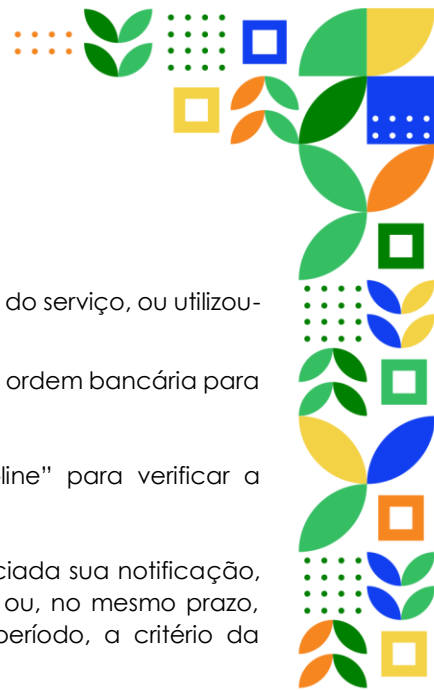 do serviço, ou utilizou-
ordem bancária para
line” para verificar a
ciada sua notificação,
ou, no mesmo prazo,
período, a critério da